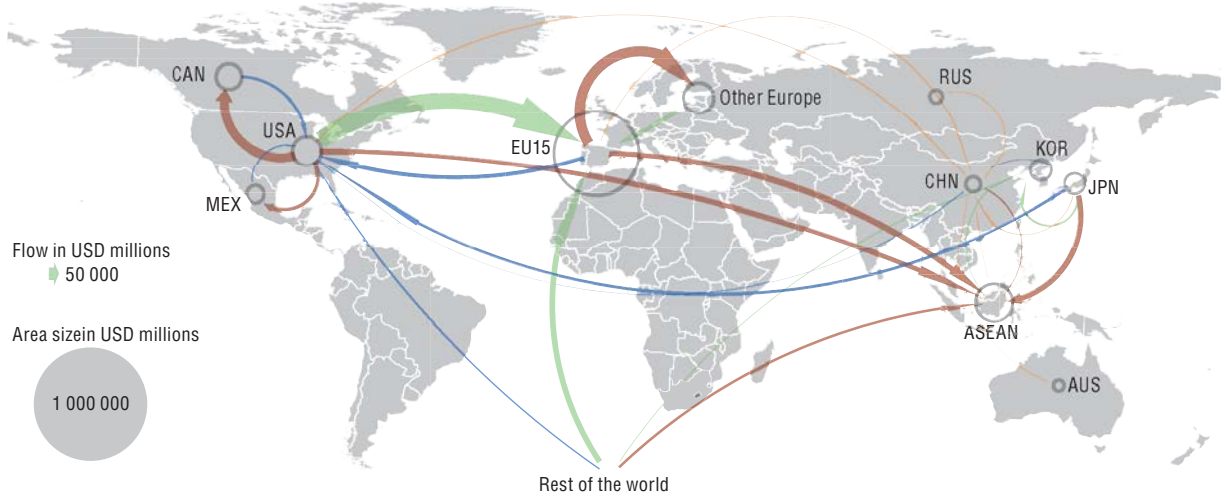 CAN
RUS
Other Europe
USA
EU15
KOR
CHN
JPN
MEX
Flow in USD millions
50 000
Area sizein USD millions
ASEAN
1 000 000
AUS
Rest of the world